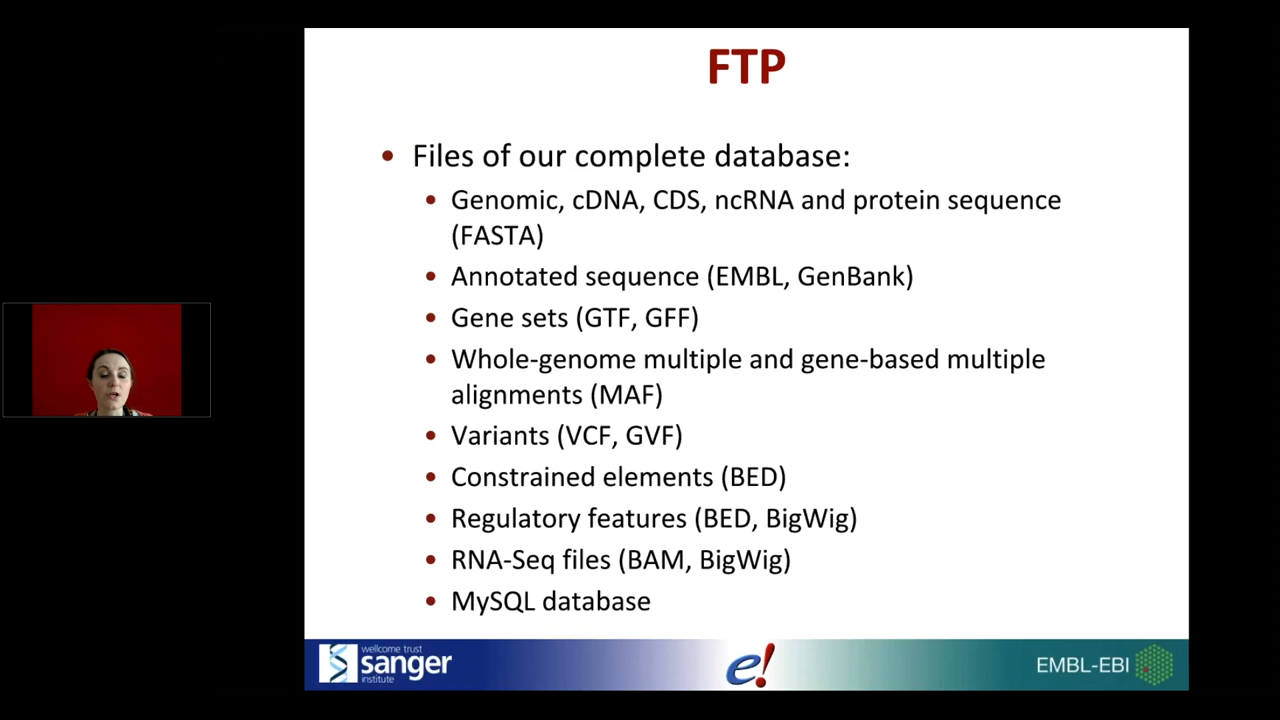 FTP
• Files of our complete database:
• Genomic, cDNA, CDS, ncRNA and protein sequence
(FASTA)
• Annotated sequence (EMBL, GenBank)
• Gene sets (GTF, GFF)
• Whole-genome multiple and gene-based multiple
alignments (MAF)
• Variants (VCF, GVF)
• Constrained elements (BED)
• Regulatory features (BED, BigWig)
• RNA-Seq files (BAM, BigWig)
• MySQL database
wellcome trust
sanger
institute
e!
EMBL-EBI